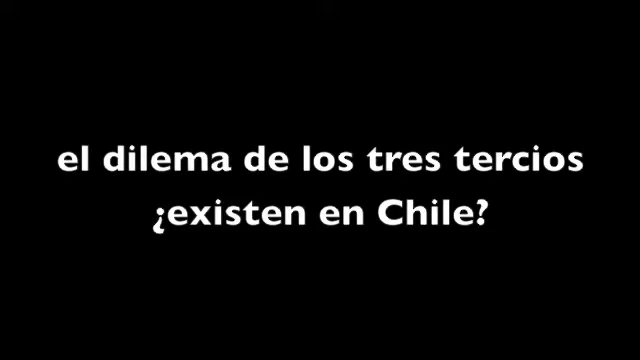 el dilema de los tres tercios
¿existen en Chile?